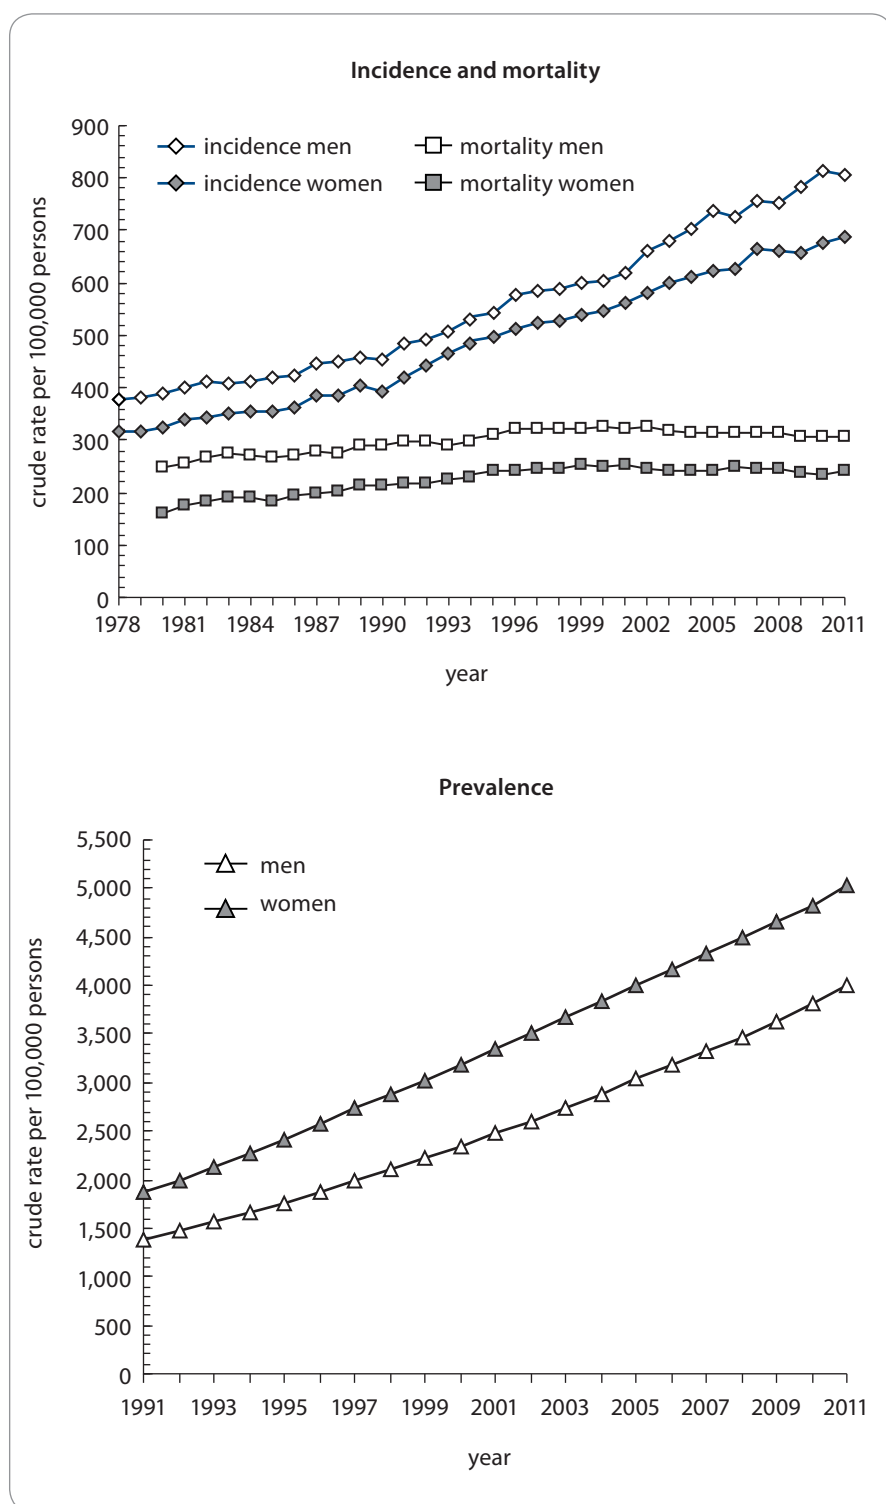 Incidence and mortality
900
800
700
600
500
400
300
200
100
0
crude rate per 100,000 persons
incidence men
mortality men
incidence women
mortality women
1978 1981 1984 1987 1990 1993 1996 1999 2002 2005 2008 2011
year
Prevalence
5,500
5,000
4,500
4,000
3,500
3,000
2,500
2,000
1,500
1,000
500
0
crude rate per 100,000 persons
men
women
1991 1993 1995 1997 1999 2001 2003 2005 2007 2009 2011
year